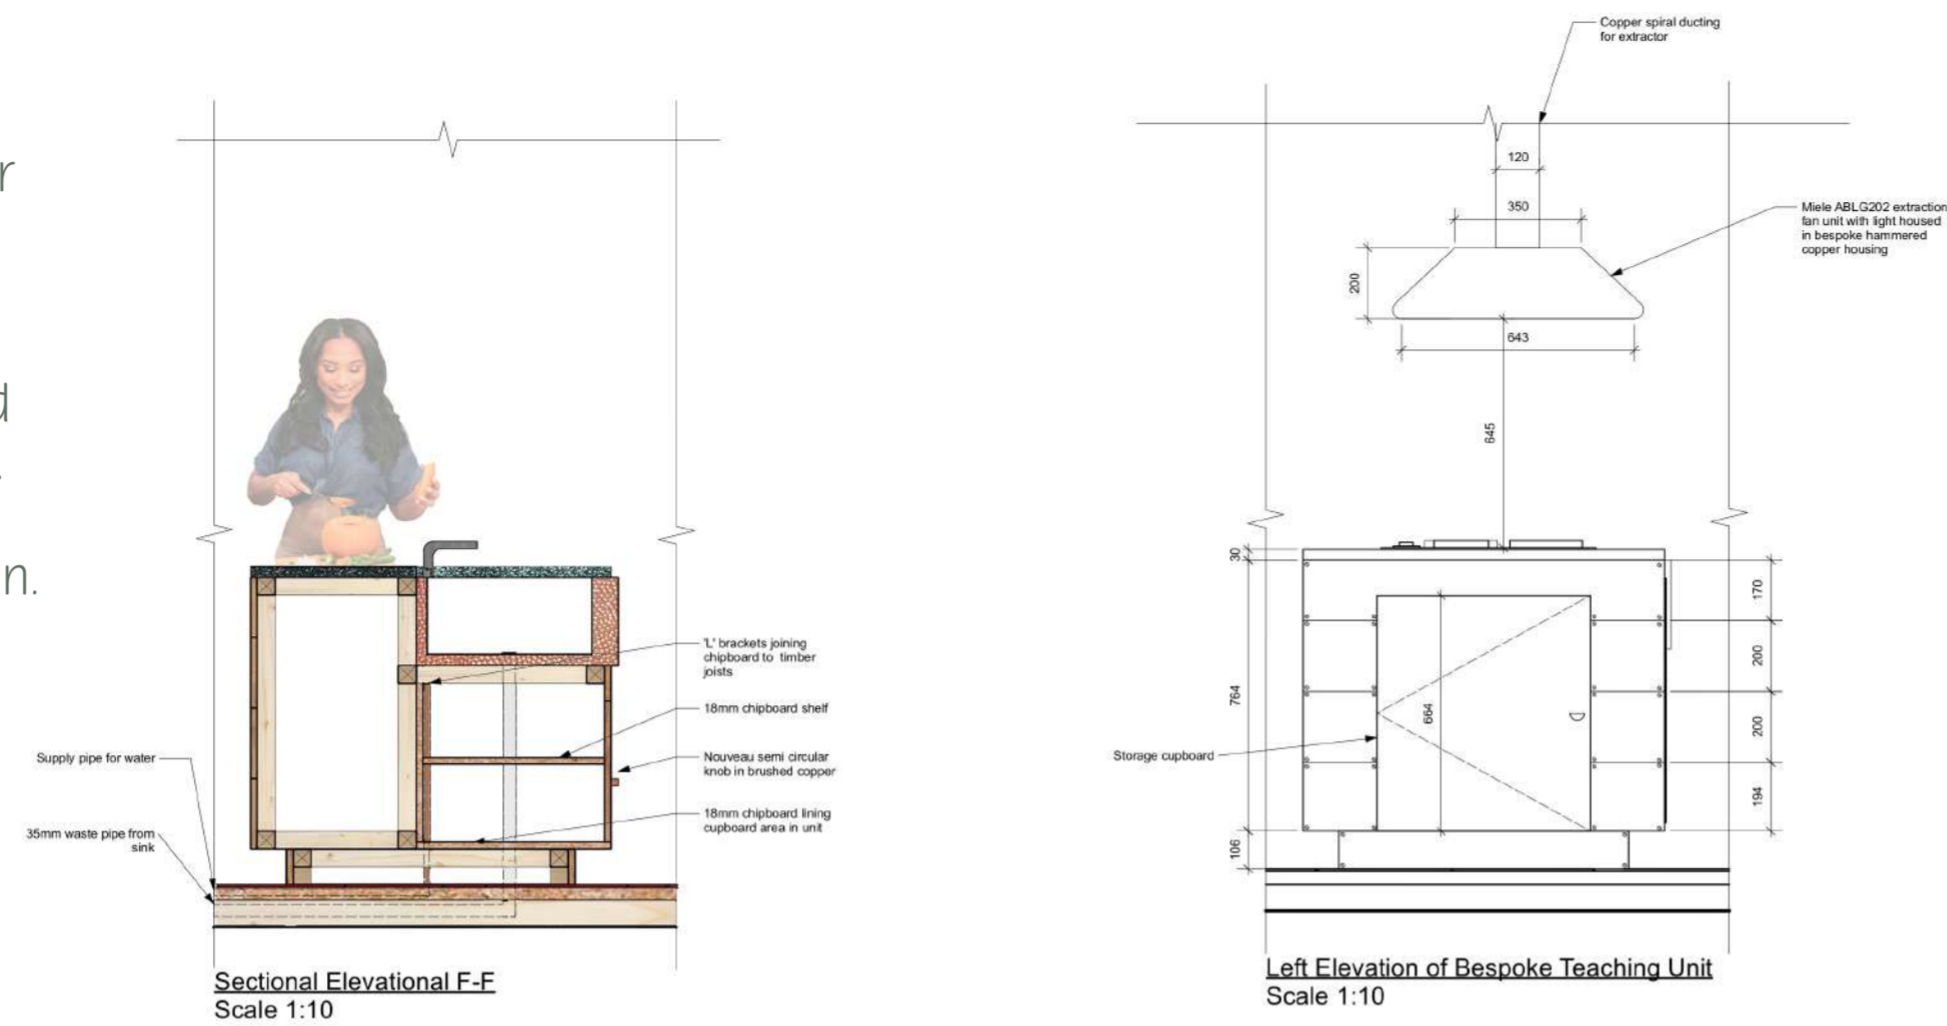 r
d
n.
'L' brackets joining
chipboard to timber
joists
18mm chipboard shelf
Nouveau semi circular
knob in brushed copper
18mm chipboard lining
cupboard area in unit
Supply pipe for water
35mm waste pipe from
sink
Sectional Elevational F-F
Scale 1:10
Copper spiral ducting
for extractor
120
350
Miele ABLG202 extraction
fan unit with light housed
in bespoke hammered
copper housing
200
643
645
30
170
200
764
664
200
Storage cupboard
194
106
Left Elevation of Bespoke Teaching Unit
Scale 1:10